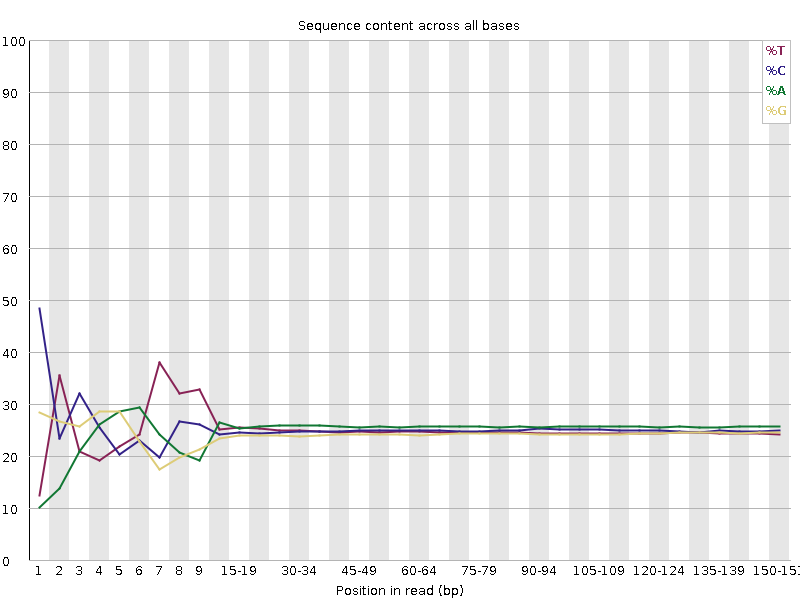 Sequence content across all bases
100
90
80
70
60
50
40
30
20
10
0
%T
%C
%A
%G
1 2 3 4 5 6 7 8 9 15-19 30-34 45-49 60-64 75-79 90-94 105-109 120-124 135-139 150-151
Position in read (bp)